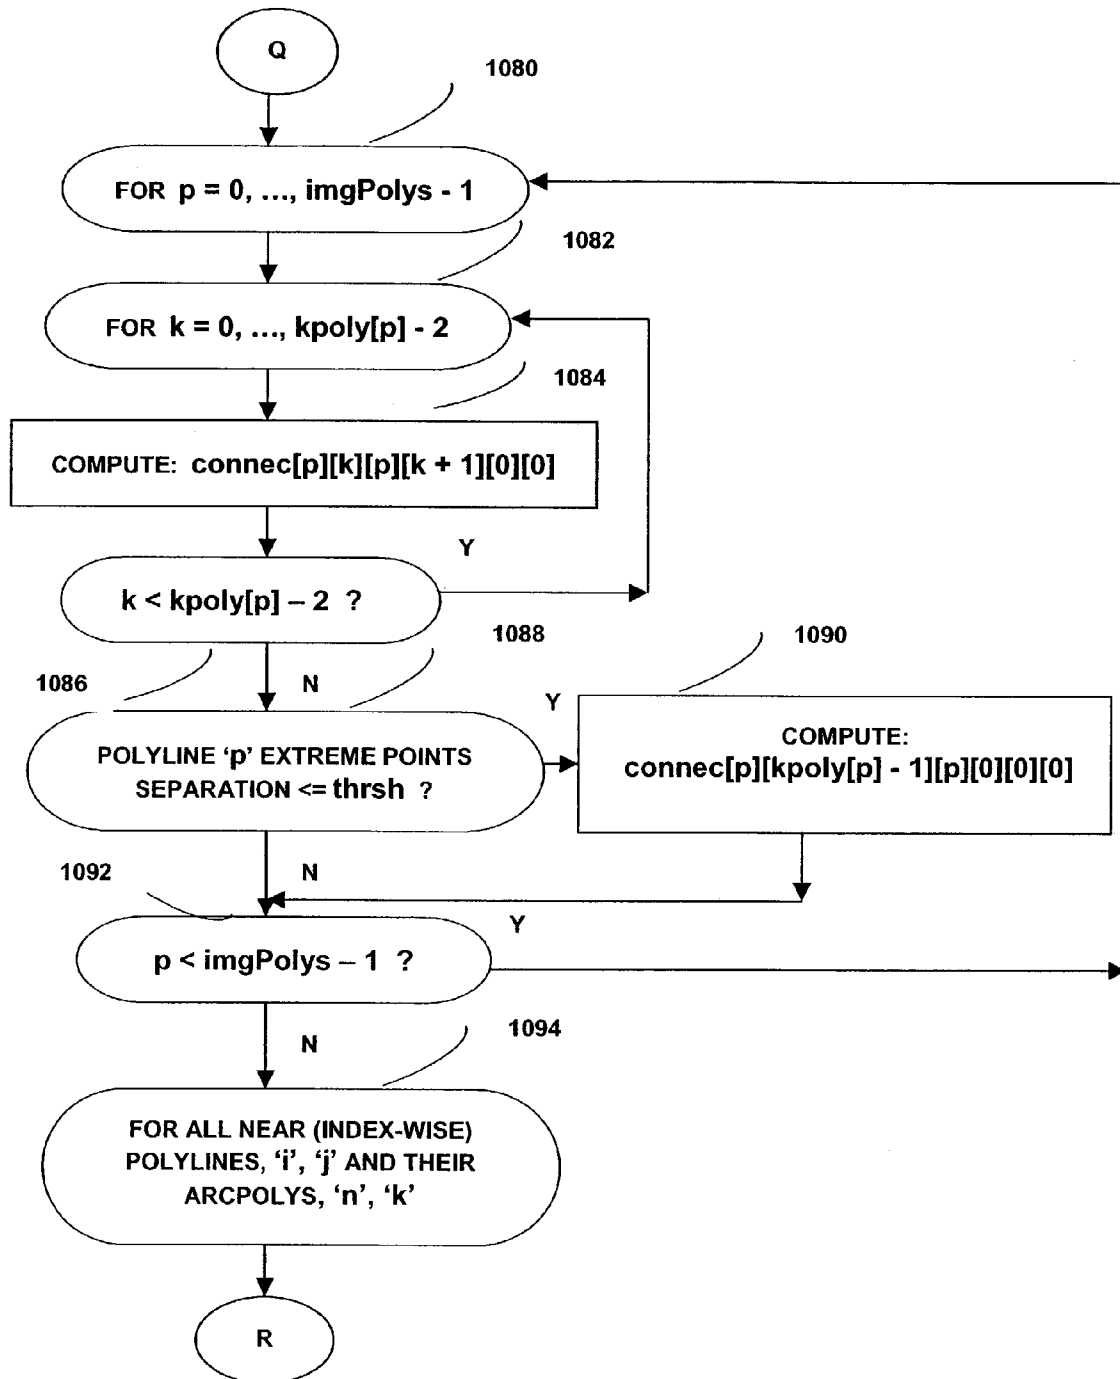 Q
1080
FOR p = 0, ..., imgPolys - 1
1082
FOR k = 0, ..., kpoly[p] - 2
1084
COMPUTE: connec[p][k][p][k + 1][0][0]
Y
k < kpoly[p] – 2 ?
1088
1090
1086
N
Y
POLYLINE ‘p’ EXTREME POINTS
SEPARATION <= thrsh ?
COMPUTE:
connec[p][kpoly[p] - 1][p][0][0][0]
1092
N
Y
p < imgPolys – 1 ?
1094
N
FOR ALL NEAR (INDEX-WISE)
POLYLINES, ‘i’, ‘j’ AND THEIR
ARCPOLYS, ‘n’, ‘k’
R